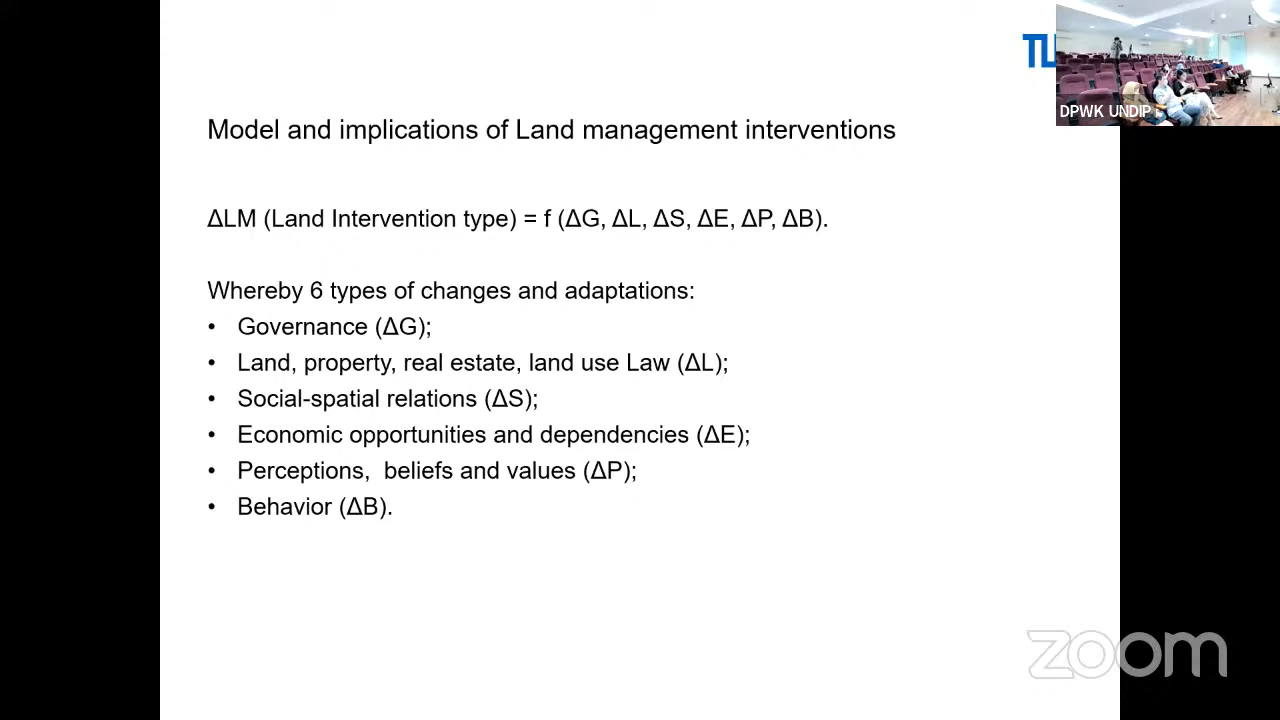 TU
DPWK UNDIP
Model and implications of Land management interventions
ΔLM (Land Intervention type) = f (ΔG, ΔL, ΔS, ΔE, ΔP, ΔB).
Whereby 6 types of changes and adaptations:
• Governance (ΔG);
• Land, property, real estate, land use Law (ΔL);
• Social-spatial relations (ΔS);
• Economic opportunities and dependencies (ΔE);
• Perceptions,  beliefs and values (ΔP);
• Behavior (ΔB).
zoom